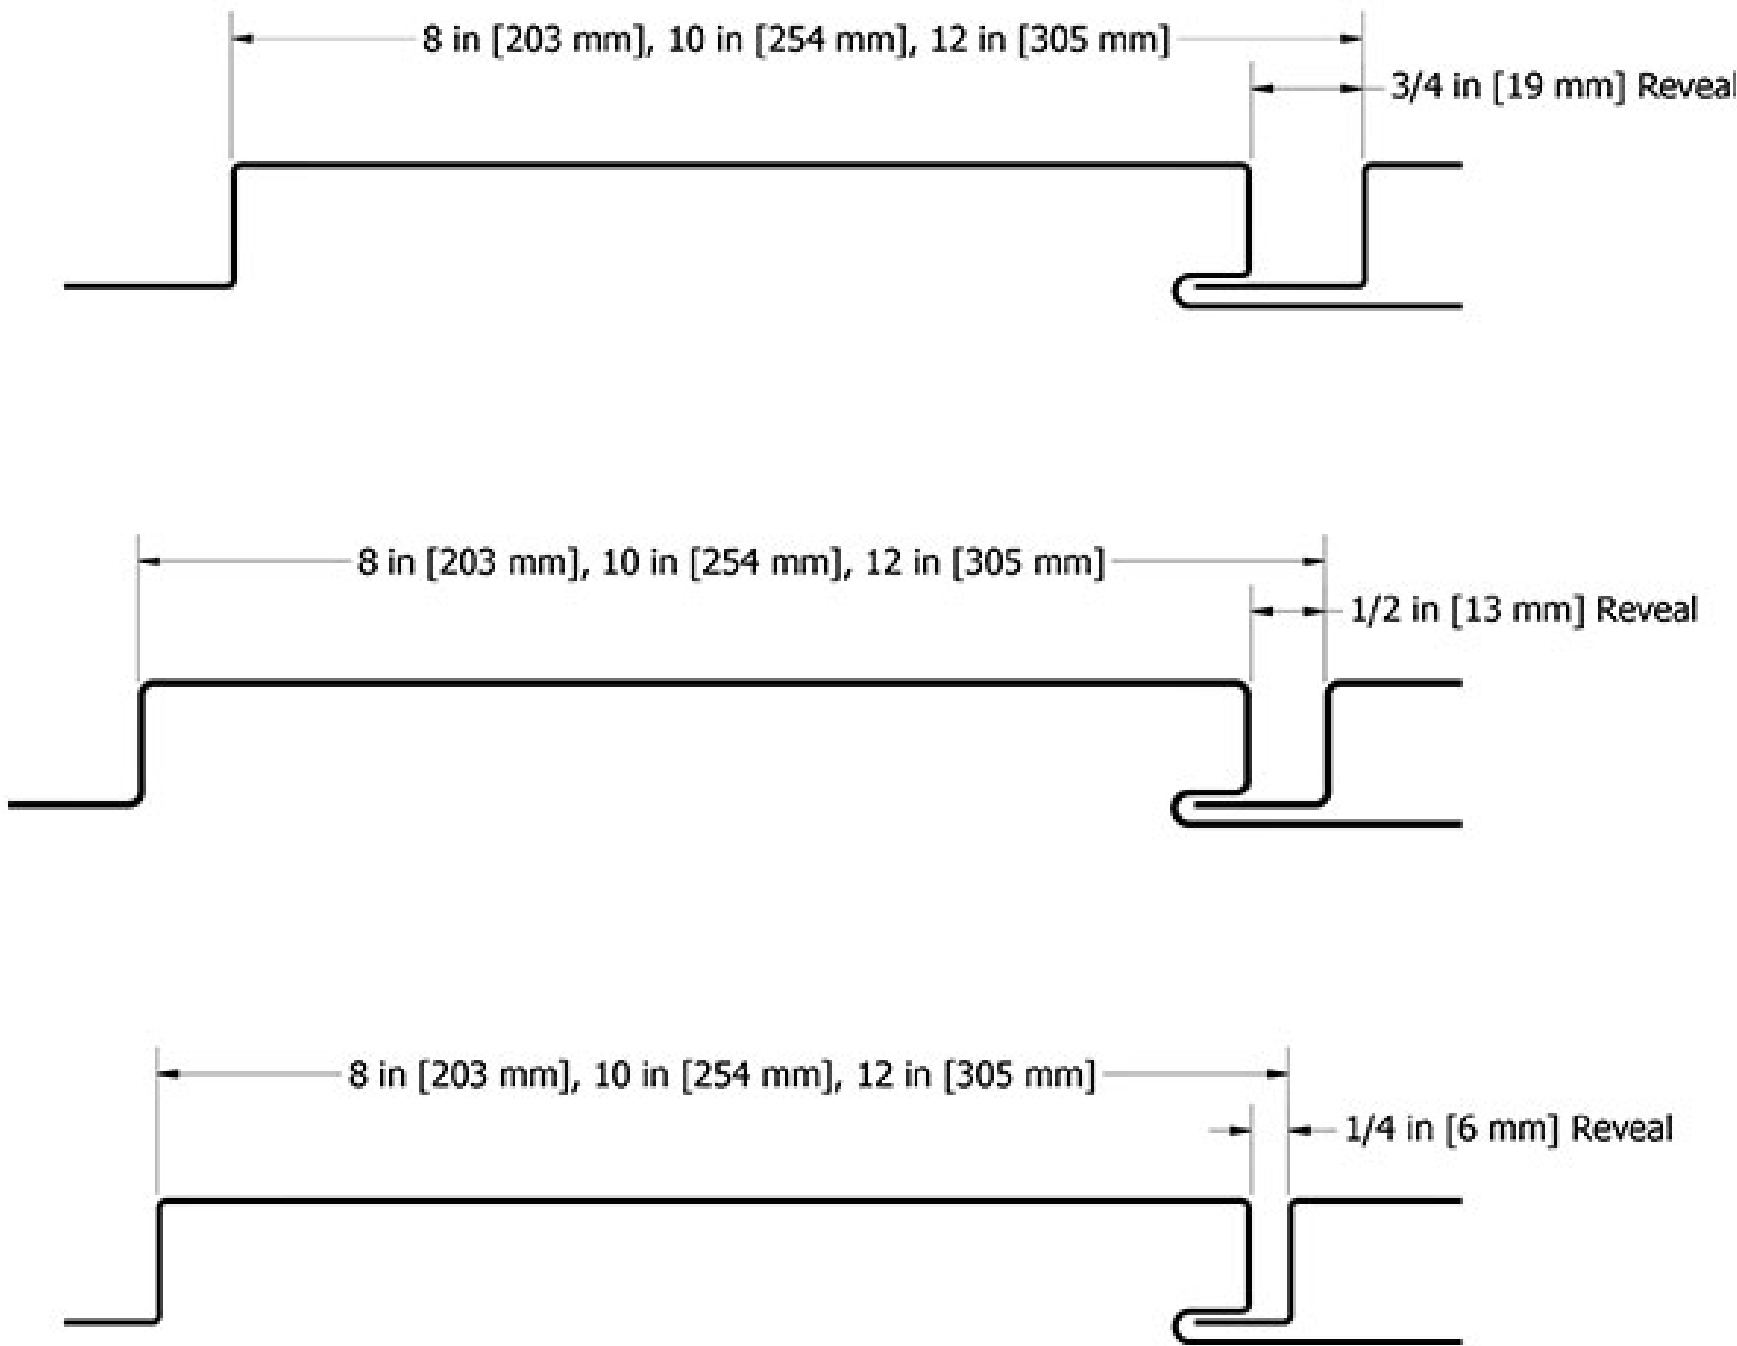 8 in [203 mm], 10 in [254 mm], 12 in [305 mm]
3/4 in [19 mm] Reveal
8 in [203 mm], 10 in [254 mm], 12 in [305 mm]
1/2 in [13 mm] Reveal
8 in [203 mm], 10 in [254 mm], 12 in [305 mm]
1/4 in [6 mm] Reveal